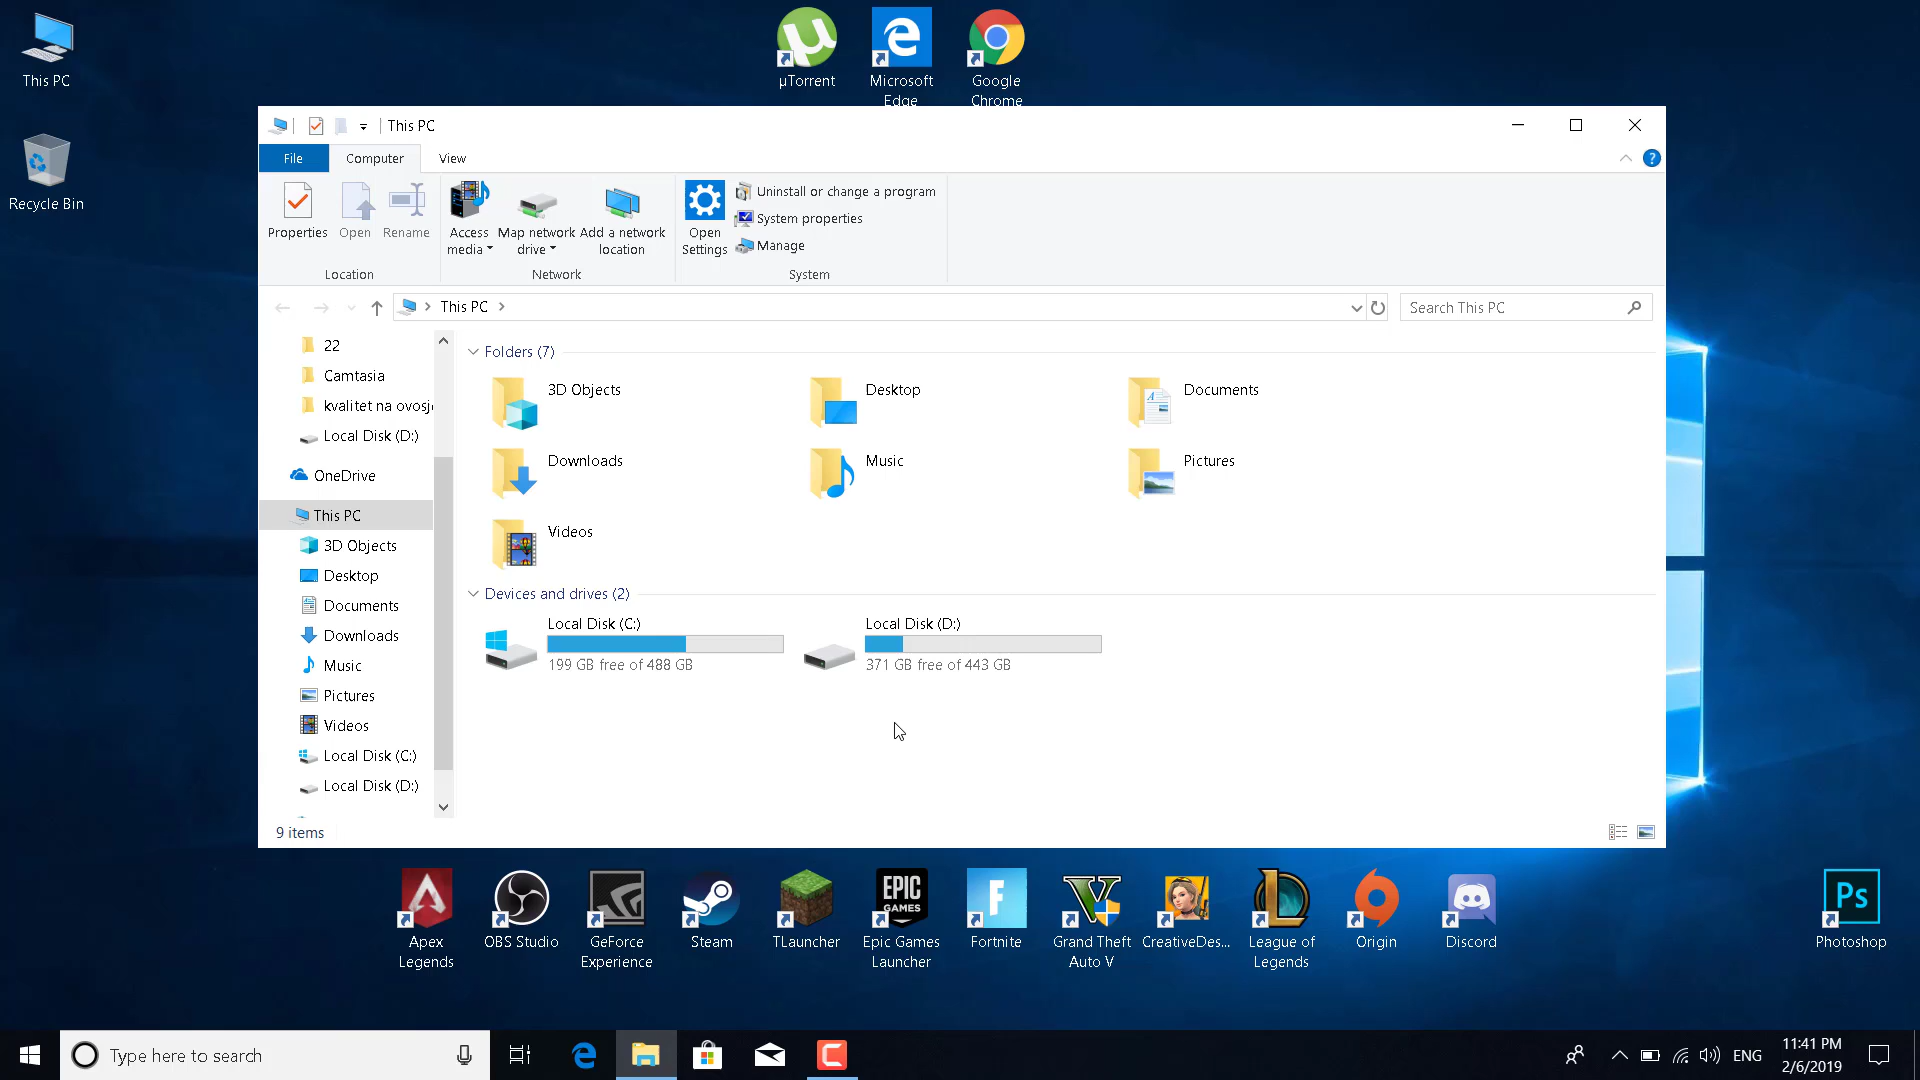 This PC
Recycle Bin
µTorrent
Microsoft
Edge
Google
Chrome
This PC
File
Computer
View
Properties
Open
Rename
Location
Access
media
Map network
drive
Add a network
location
Network
Open
Settings
Uninstall or change a program
System properties
Manage
System
This PC
Search This PC
22
Camtasia
kvalitet na ovosj
Local Disk (D:)
OneDrive
This PC
3D Objects
Desktop
Documents
Downloads
Music
Pictures
Videos
Local Disk (C:)
Local Disk (D:)
Folders (7)
3D Objects
Desktop
Documents
Downloads
Music
Pictures
Videos
Devices and drives (2)
Local Disk (C:)
199 GB free of 488 GB
Local Disk (D:)
371 GB free of 443 GB
9 items
EPIC
GAMES
F
V
Ps
Apex
Legends
OBS Studio
GeForce
Experience
Steam
TLauncher
Epic Games
Launcher
Fortnite
Grand Theft
Auto V
CreativeDes...
League of
Legends
Origin
Discord
Photoshop
Type here to search
ENG
11:41 PM
2/6/2019